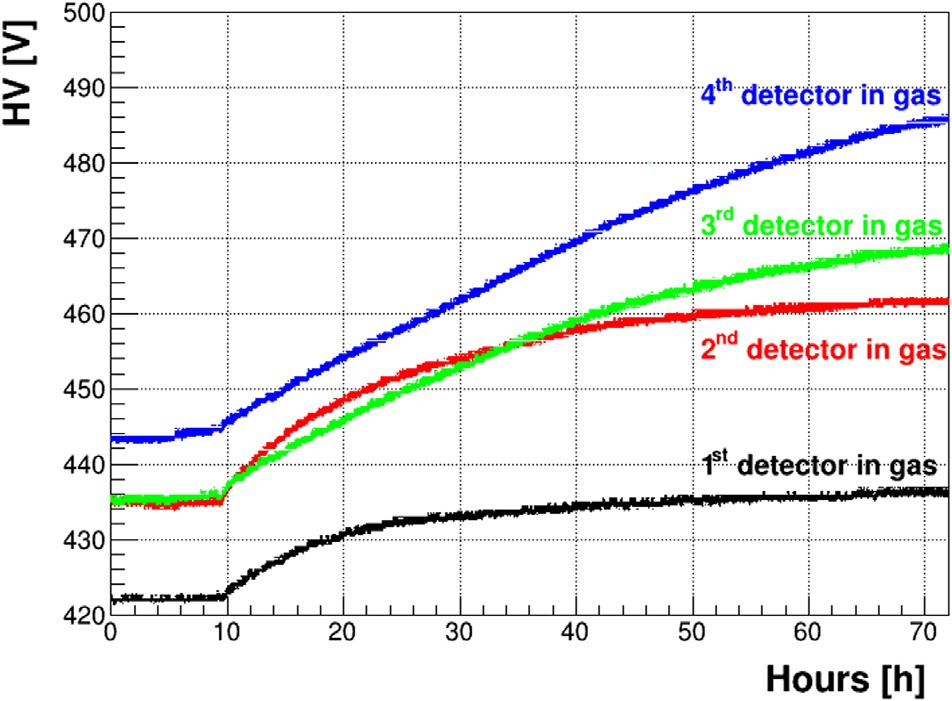 HV [V]
500
490
480
470
460
450
440
430
420
4th detector in gas
3rd detector in gas
2nd detector in gas
1st detector in gas
0 10 20 30 40 50 60 70
Hours [h]